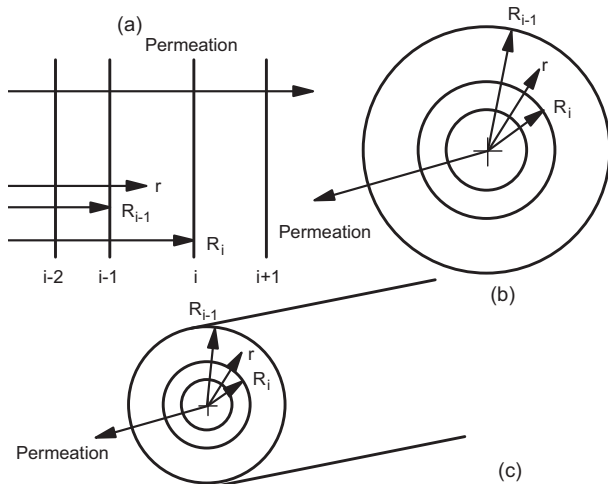 (a)
Permeation
r
R_{i-1}
R_i
i-2 i-1 i i+1
R_{i-1}
r
R_i
Permeation
(b)
R_{i-1}
r
R_i
Permeation
(c)